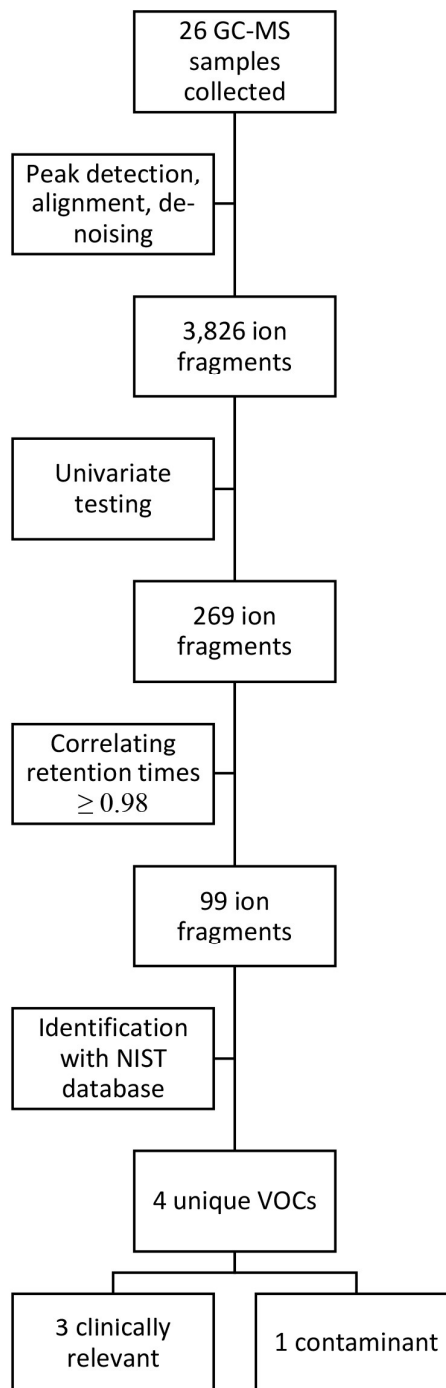 26 GC-MS
samples
collected
Peak detection,
alignment, de-
noising
3,826 ion
fragments
Univariate
testing
269 ion
fragments
Correlating
retention times
≥ 0.98
99 ion
fragments
Identification
with NIST
database
4 unique VOCs
3 clinically
relevant
1 contaminant